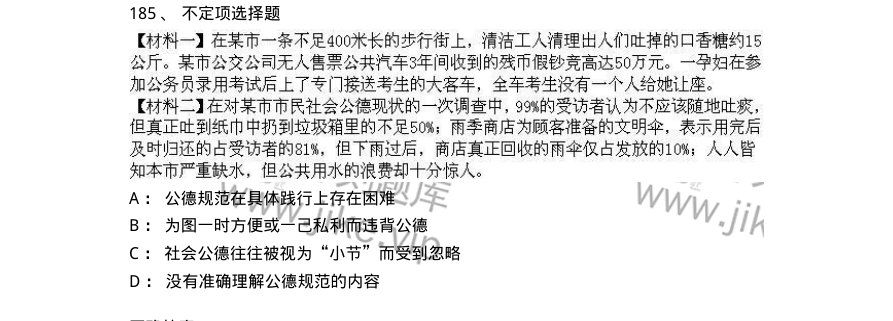 185 、 不定项选择题
【材料一】在某市一条不足400米长的步行街上，清洁工人清理出人们吐掉的口香糖约15
公斤。某市公交公司无人售票公共汽车3年间收到的残币假钞竟高达50万元。一孕妇在参
加公务员录用考试后上了专门接送考生的大客车，全车考生没有一个人给她让座。
【材料二】在对某市市民社会公德现状的一次调查中，99%的受访者认为不应该随地吐痰，
但真正吐到纸巾中扔到垃圾箱里的不足50%；雨季商店为顾客准备的文明伞，表示用完后
及时归还的占受访者的81%，但下雨过后，商店真正回收的雨伞仅占发放的10%；人人皆
知本市严重缺水，但公共用水的浪费却十分惊人。
A ： 公德规范在具体践行上存在困难
B ： 为图一时方便或一己私利而违背公德
C ： 社会公德往往被视为“小节”而受到忽略
D ： 没有准确理解公德规范的内容